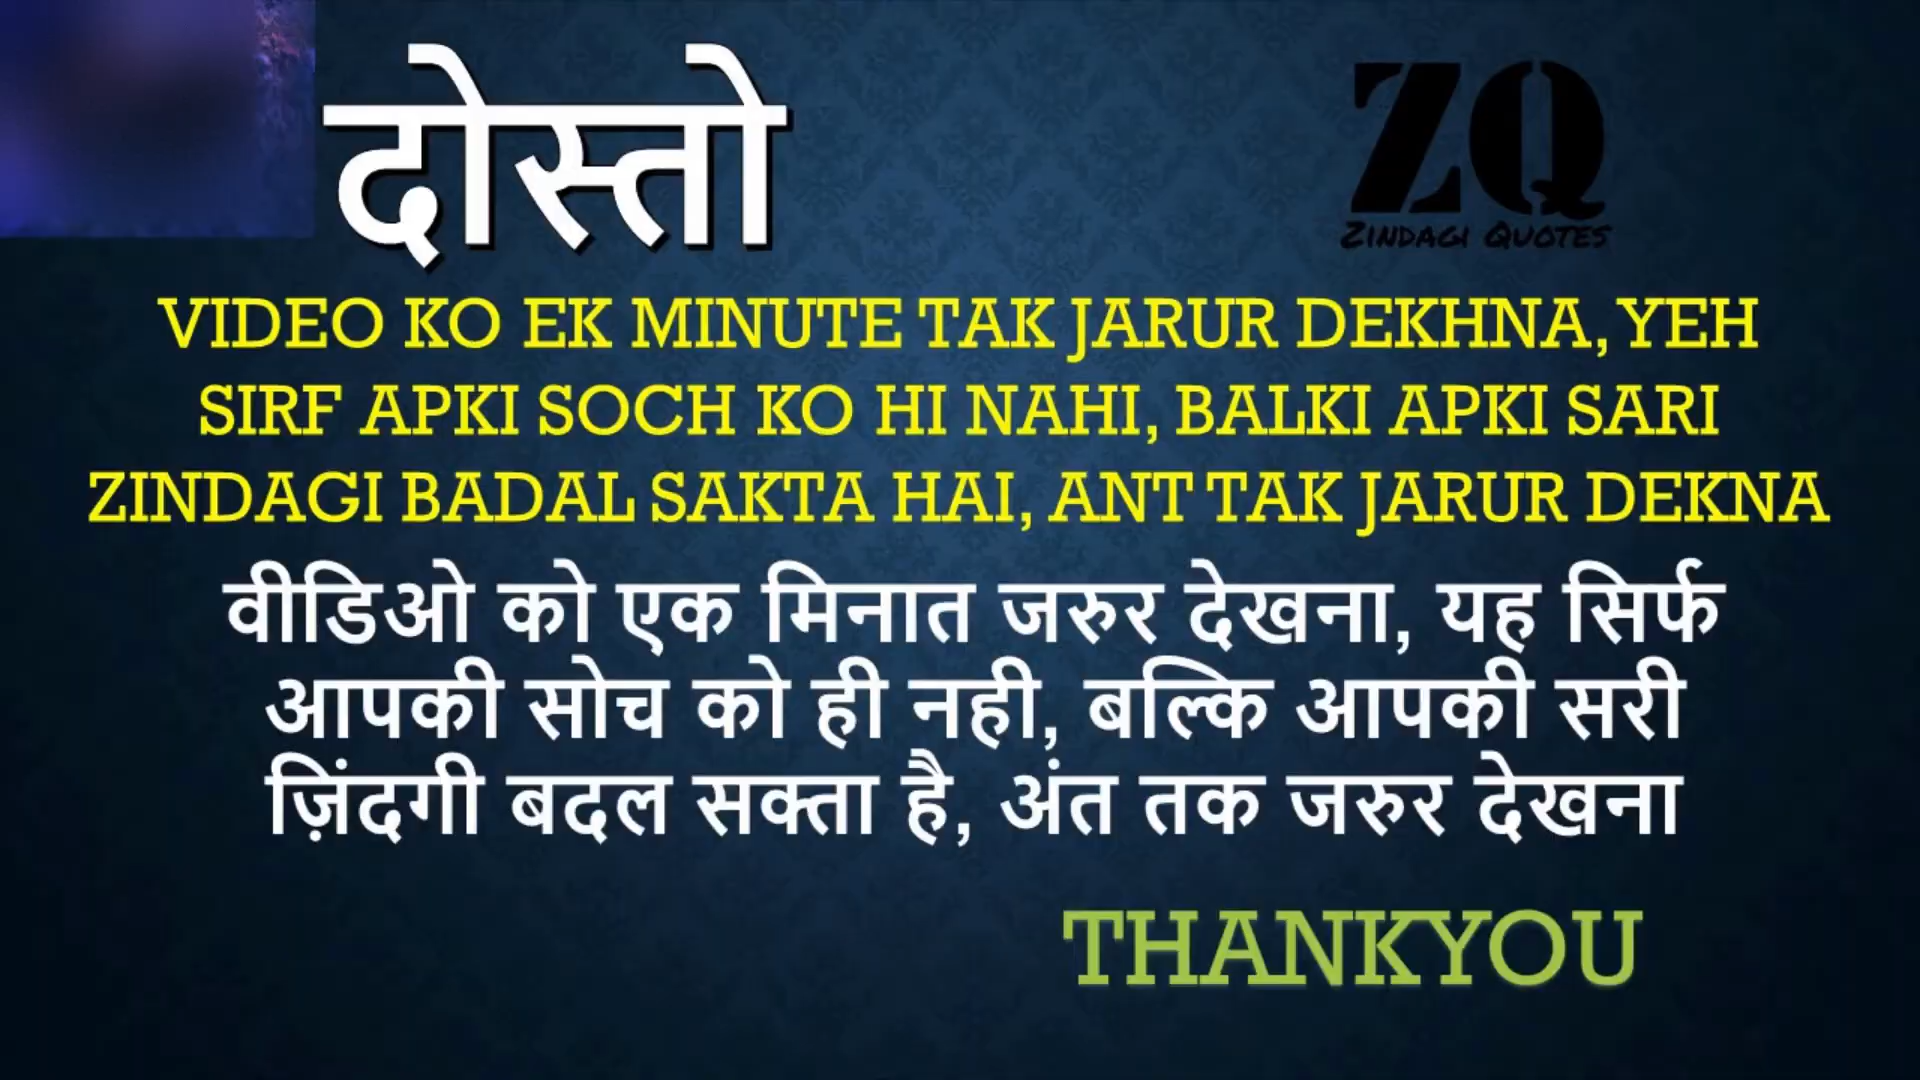 दोस्तो
ZQ
ZINDAGI QUOTES
VIDEO KO EK MINUTE TAK JARUR DEKHNA, YEH
SIRF APKI SOCH KO HI NAHI, BALKI APKI SARI
ZINDAGI BADAL SAKTA HAI, ANT TAK JARUR DEKNA
वीडिओ को एक मिनात जरुर देखना, यह सिर्फ
आपकी सोच को ही नही, बल्कि आपकी सरी
ज़िंदगी बदल सक्ता है, अंत तक जरुर देखना
THANKYOU